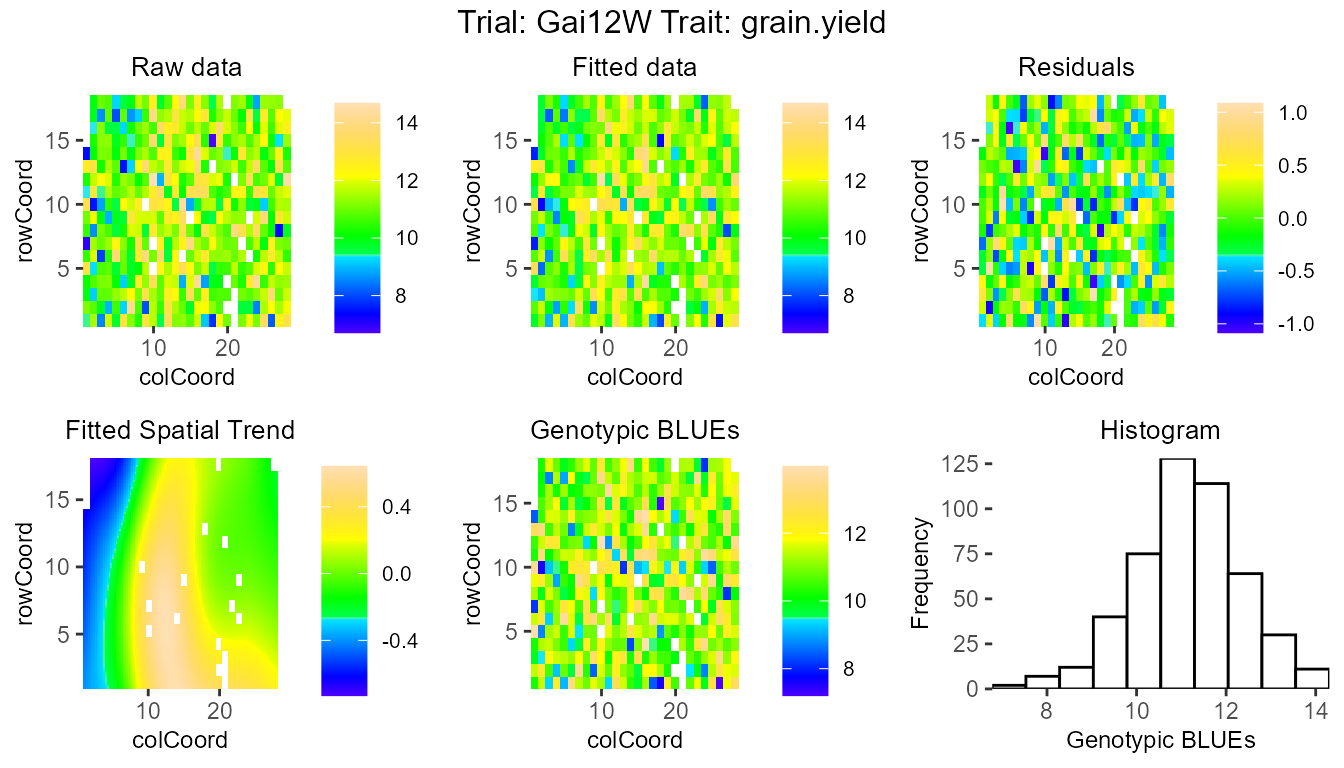 Trial: Gai12W Trait: grain.yield
Raw data
rowCoord
15
10
5
10 20
colCoord
14
12
10
8
Fitted data
rowCoord
15
10
5
10 20
colCoord
14
12
10
8
Residuals
rowCoord
15
10
5
10 20
colCoord
1.0
0.5
0.0
-0.5
-1.0
Fitted Spatial Trend
rowCoord
15
10
5
10 20
colCoord
0.4
0.0
-0.4
Genotypic BLUEs
rowCoord
15
10
5
10 20
colCoord
12
10
8
Histogram
Frequency
125
100
75
50
25
0
8 10 12 14
Genotypic BLUEs